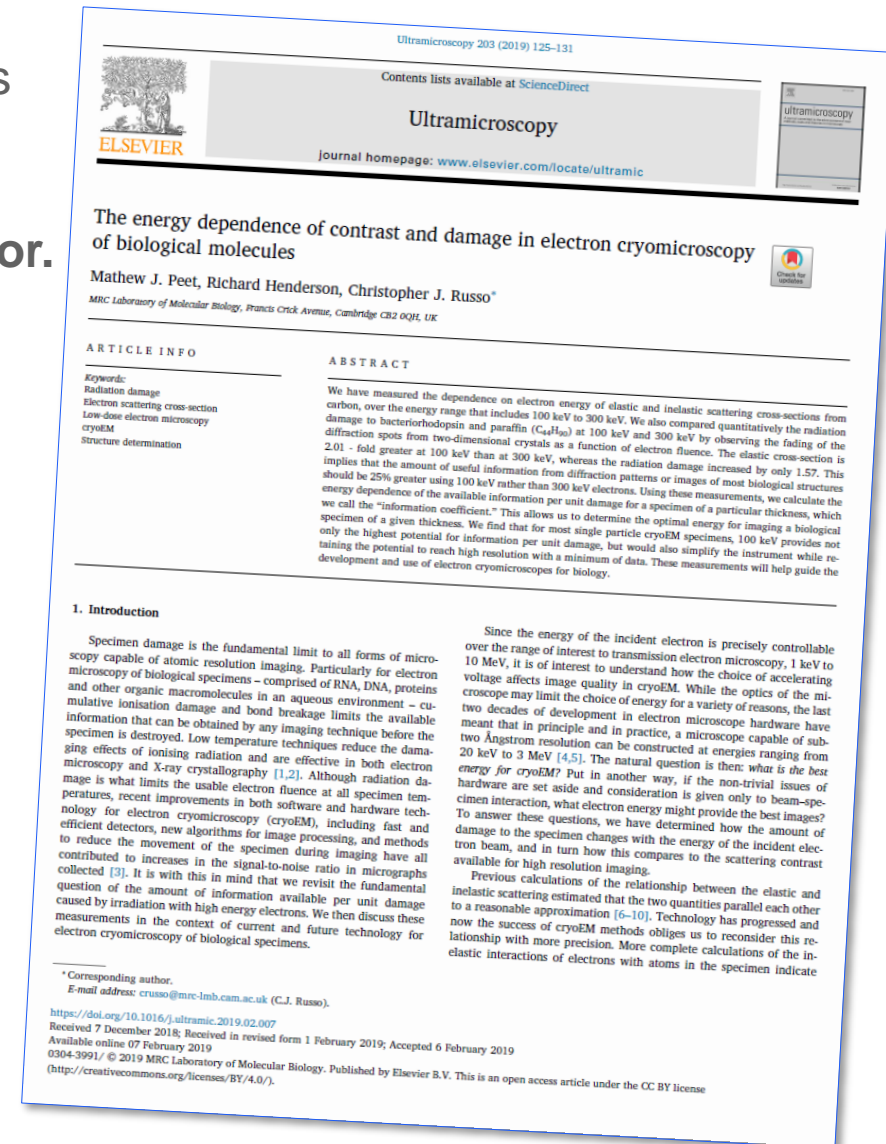 s
or.
Ultramicroscopy 203 (2019) 125–131
Contents lists available at ScienceDirect
Ultramicroscopy
journal homepage: www.elsevier.com/locate/ultramic
ELSEVIER
ultramicroscopy
The energy dependence of contrast and damage in electron cryomicroscopy
of biological molecules
Check for
updates
Mathew J. Peet, Richard Henderson, Christopher J. Russo*
MRC Laboratory of Molecular Biology, Francis Crick Avenue, Cambridge CB2 0QH, UK
ARTICLE INFO
Keywords:
Radiation damage
Electron scattering cross-section
Low-dose electron microscopy
cryoEM
Structure determination
ABSTRACT
We have measured the dependence on electron energy of elastic and inelastic scattering cross-sections from
carbon, over the energy range that includes 100 keV to 300 keV. We also compared quantitatively the radiation
damage to bacteriorhodopsin and paraffin (C₄₄H₉₀) at 100 keV and 300 keV by observing the fading of the
diffraction spots from two-dimensional crystals as a function of electron fluence. The elastic cross-section is
2.01 - fold greater at 100 keV than at 300 keV, whereas the radiation damage increased by only 1.57. This
implies that the amount of useful information from diffraction patterns or images of most biological structures
should be 25% greater using 100 keV rather than 300 keV electrons. Using these measurements, we calculate the
energy dependence of the available information per unit damage for a specimen of a particular thickness, which
we call the “information coefficient.” This allows us to determine the optimal energy for imaging a biological
specimen of a given thickness. We find that for most single particle cryoEM specimens, 100 keV provides not
only the highest potential for information per unit damage, but would also simplify the instrument while re-
taining the potential to reach high resolution with a minimum of data. These measurements will help guide the
development and use of electron cryomicroscopes for biology.
1. Introduction
Specimen damage is the fundamental limit to all forms of micro-
scopy capable of atomic resolution imaging. Particularly for electron
microscopy of biological specimens – comprised of RNA, DNA, proteins
and other organic macromolecules in an aqueous environment – cu-
mulative ionisation damage and bond breakage limits the available
information that can be obtained by any imaging technique before the
specimen is destroyed. Low temperature techniques reduce the dama-
ging effects of ionising radiation and are effective in both electron
microscopy and X-ray crystallography [1,2]. Although radiation da-
mage is what limits the usable electron fluence at all specimen tem-
peratures, recent improvements in both software and hardware tech-
nology for electron cryomicroscopy (cryoEM), including fast and
efficient detectors, new algorithms for image processing, and methods
to reduce the movement of the specimen during imaging have all
contributed to increases in the signal-to-noise ratio in micrographs
collected [3]. It is with this in mind that we revisit the fundamental
question of the amount of information available per unit damage
caused by irradiation with high energy electrons. We then discuss these
measurements in the context of current and future technology for
electron cryomicroscopy of biological specimens.
Since the energy of the incident electron is precisely controllable
over the range of interest to transmission electron microscopy, 1 keV to
10 MeV, it is of interest to understand how the choice of accelerating
voltage affects image quality in cryoEM. While the optics of the mi-
croscope may limit the choice of energy for a variety of reasons, the last
two decades of development in electron microscope hardware have
meant that in principle and in practice, a microscope capable of sub-
two Ångstrom resolution can be constructed at energies ranging from
20 keV to 3 MeV [4,5]. The natural question is then: what is the best
energy for cryoEM? Put in another way, if the non-trivial issues of
hardware are set aside and consideration is given only to beam–spe-
cimen interaction, what electron energy might provide the best images?
To answer these questions, we have determined how the amount of
damage to the specimen changes with the energy of the incident elec-
tron beam, and in turn how this compares to the scattering contrast
available for high resolution imaging.
Previous calculations of the relationship between the elastic and
inelastic scattering estimated that the two quantities parallel each other
to a reasonable approximation [6–10]. Technology has progressed and
now the success of cryoEM methods obliges us to reconsider this re-
lationship with more precision. More complete calculations of the in-
elastic interactions of electrons with atoms in the specimen indicate
* Corresponding author.
E-mail address: crusso@mrc-lmb.cam.ac.uk (C.J. Russo).
https://doi.org/10.1016/j.ultramic.2019.02.007
Received 7 December 2018; Received in revised form 1 February 2019; Accepted 6 February 2019
Available online 07 February 2019
0304-3991/ © 2019 MRC Laboratory of Molecular Biology. Published by Elsevier B.V. This is an open access article under the CC BY license
(http://creativecommons.org/licenses/BY/4.0/).